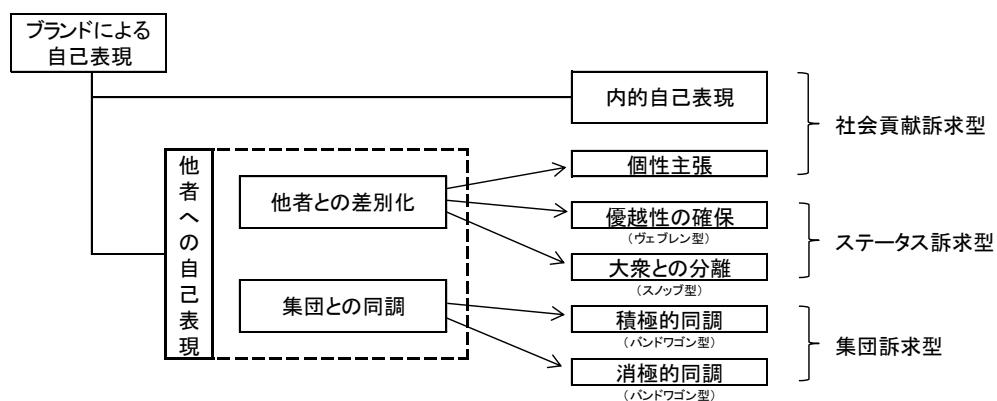 ブランドによる
自己表現
内的自己表現
社会貢献訴求型
他者への自己表現
他者との差別化
個性主張
優越性の確保
(ヴェブレン型)
ステータス訴求型
大衆との分離
(スノッブ型)
集団との同調
積極的同調
(バンドワゴン型)
集団訴求型
消極的同調
(バンドワゴン型)